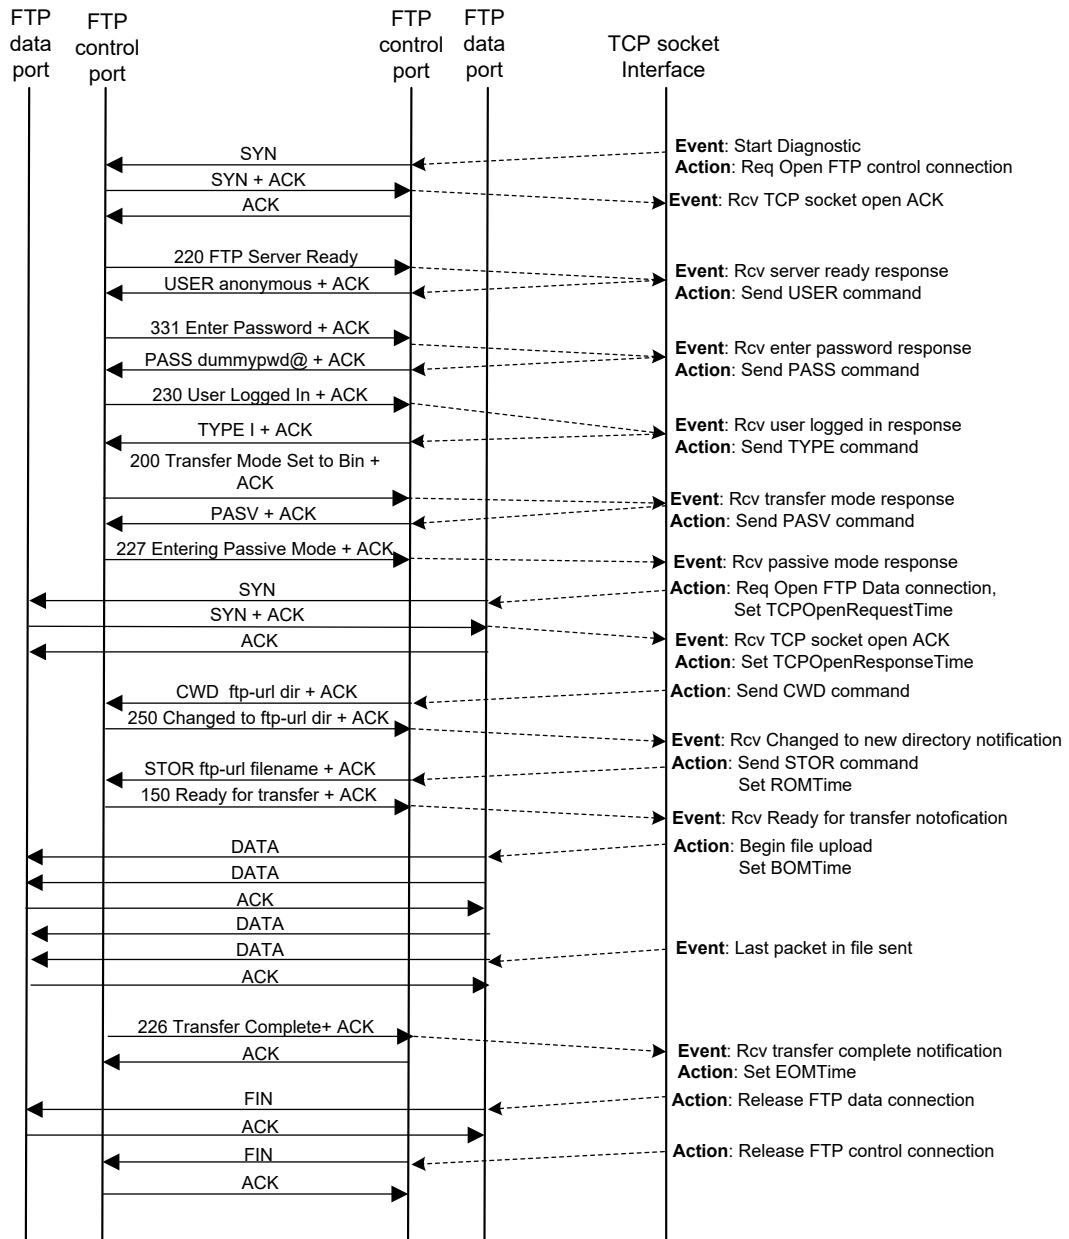 FTP
data
port
FTP
control
port
FTP
control
port
FTP
data
port
TCP socket
Interface
SYN
Event: Start Diagnostic
Action: Req Open FTP control connection
SYN + ACK
Event: Rcv TCP socket open ACK
ACK
220 FTP Server Ready
Event: Rcv server ready response
USER anonymous + ACK
Action: Send USER command
331 Enter Password + ACK
Event: Rcv enter password response
PASS dummypwd@ + ACK
Action: Send PASS command
230 User Logged In + ACK
Event: Rcv user logged in response
TYPE I + ACK
Action: Send TYPE command
200 Transfer Mode Set to Bin +
ACK
Event: Rcv transfer mode response
PASV + ACK
Action: Send PASV command
227 Entering Passive Mode + ACK
Event: Rcv passive mode response
SYN
Action: Req Open FTP Data connection,
Set TCPOpenRequestTime
SYN + ACK
ACK
Event: Rcv TCP socket open ACK
Action: Set TCPOpenResponseTime
CWD ftp-url dir + ACK
Action: Send CWD command
250 Changed to ftp-url dir + ACK
Event: Rcv Changed to new directory notification
STOR ftp-url filename + ACK
Action: Send STOR command
Set ROMTime
150 Ready for transfer + ACK
Event: Rcv Ready for transfer notofication
DATA
Action: Begin file upload
Set BOMTime
DATA
ACK
DATA
DATA
Event: Last packet in file sent
ACK
226 Transfer Complete+ ACK
ACK
Event: Rcv transfer complete notification
Action: Set EOMTime
FIN
Action: Release FTP data connection
ACK
FIN
Action: Release FTP control connection
ACK